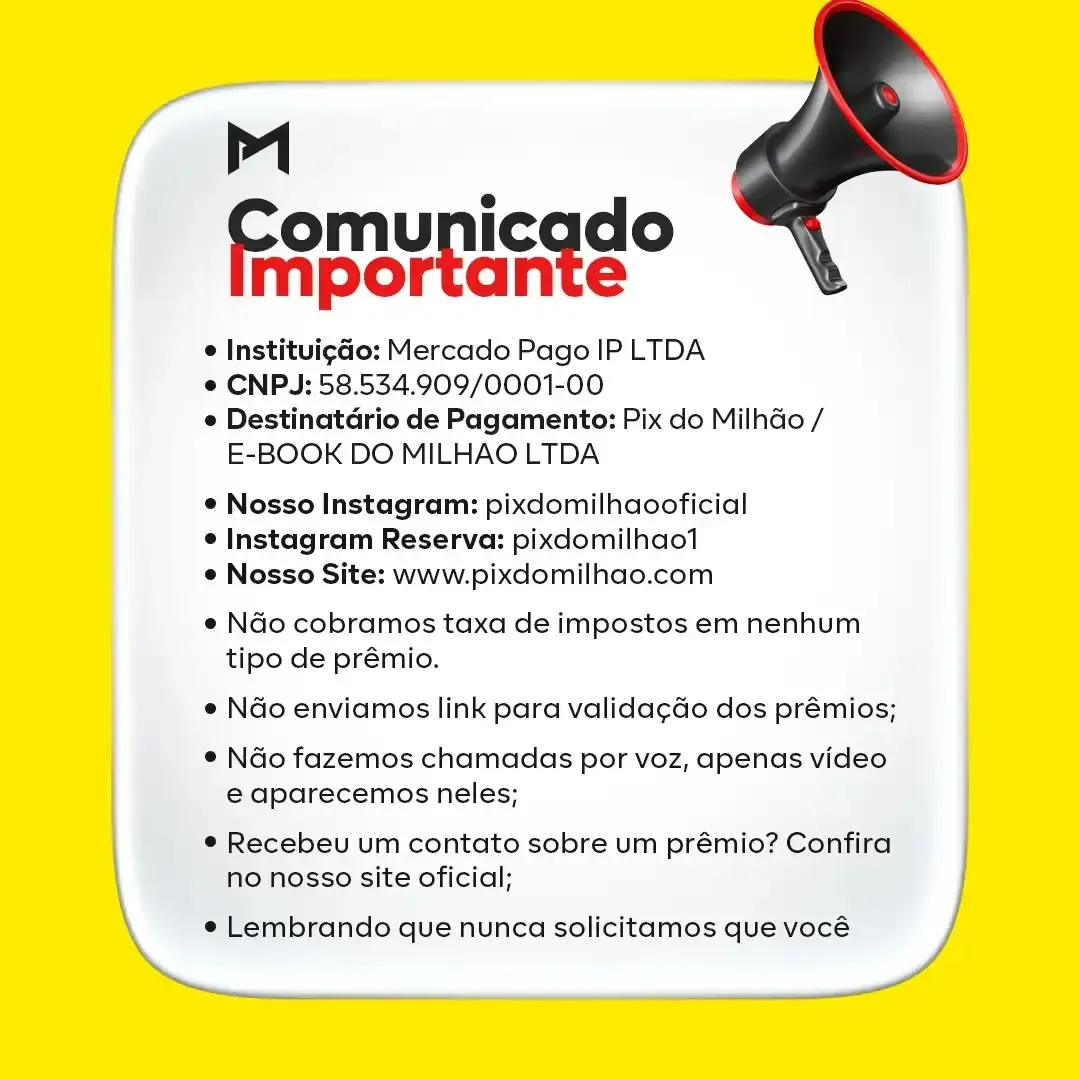 M
Comunicado
Importante
• Instituição: Mercado Pago IP LTDA
• CNPJ: 58.534.909/0001-00
• Destinatário de Pagamento: Pix do Milhão /
E-BOOK DO MILHAO LTDA
• Nosso Instagram: pixdomilhaooficial
• Instagram Reserva: pixdomilhao1
• Nosso Site: www.pixdomilhao.com
• Não cobramos taxa de impostos em nenhum
tipo de prêmio.
• Não enviamos link para validação dos prêmios;
• Não fazemos chamadas por voz, apenas vídeo
e aparecemos neles;
• Recebeu um contato sobre um prêmio? Confira
no nosso site oficial;
• Lembrando que nunca solicitamos que você